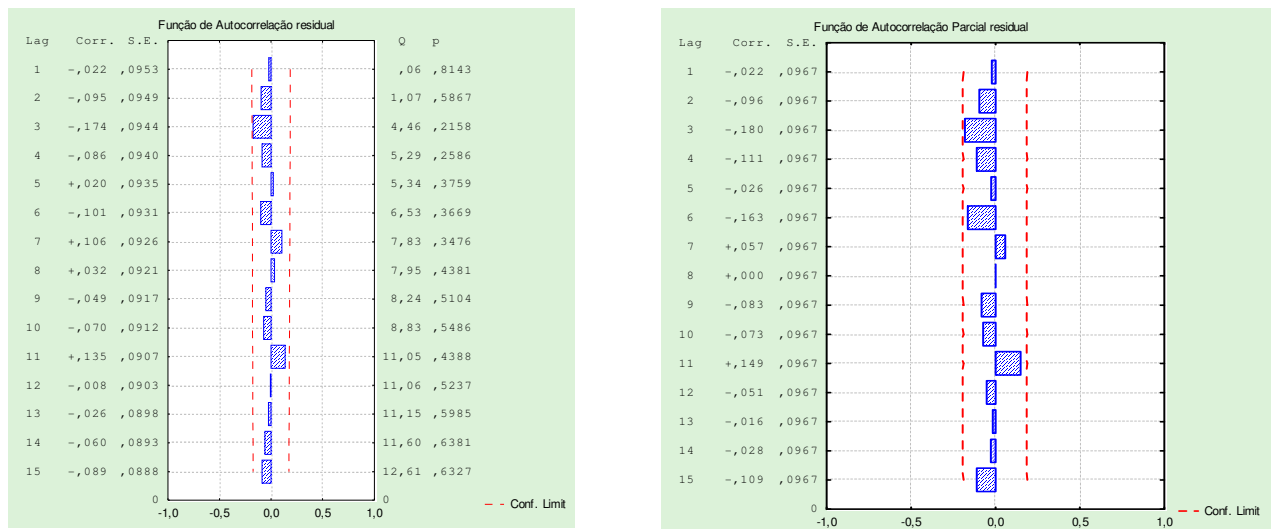 Função de Autocorrelação residual
Lag Corr. S.E. Q p
1 -,022 ,0953 ,06 ,8143
2 -,095 ,0949 1,07 ,5867
3 -,174 ,0944 4,46 ,2158
4 -,086 ,0940 5,29 ,2586
5 +,020 ,0935 5,34 ,3759
6 -,101 ,0931 6,53 ,3669
7 +,106 ,0926 7,83 ,3476
8 +,032 ,0921 7,95 ,4381
9 -,049 ,0917 8,24 ,5104
10 -,070 ,0912 8,83 ,5486
11 +,135 ,0907 11,05 ,4388
12 -,008 ,0903 11,06 ,5237
13 -,026 ,0898 11,15 ,5985
14 -,060 ,0893 11,60 ,6381
15 -,089 ,0888 12,61 ,6327
0 0
-1,0 -0,5 0,0 0,5 1,0
Conf. Limit
Função de Autocorrelação Parcial residual
Lag Corr. S.E.
1 -,022 ,0967
2 -,096 ,0967
3 -,180 ,0967
4 -,111 ,0967
5 -,026 ,0967
6 -,163 ,0967
7 +,057 ,0967
8 +,000 ,0967
9 -,083 ,0967
10 -,073 ,0967
11 +,149 ,0967
12 -,051 ,0967
13 -,016 ,0967
14 -,028 ,0967
15 -,109 ,0967
0
-1,0 -0,5 0,0 0,5 1,0
Conf. Limit